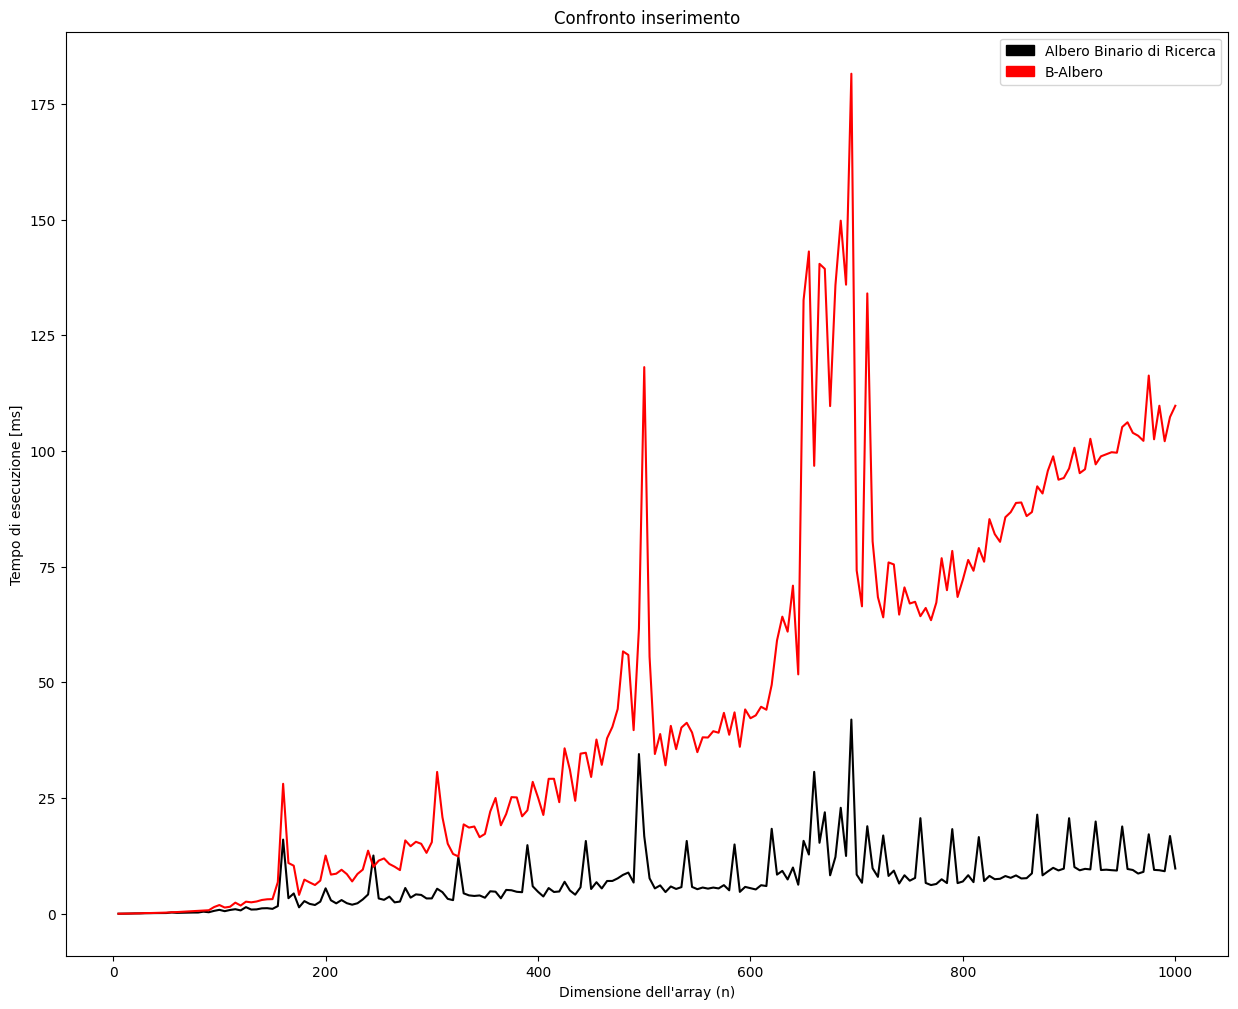 Confronto inserimento
Albero Binario di Ricerca
B-Albero
175
150
125
100
75
50
25
0
Tempo di esecuzione [ms]
0 200 400 600 800 1000
Dimensione dell'array (n)